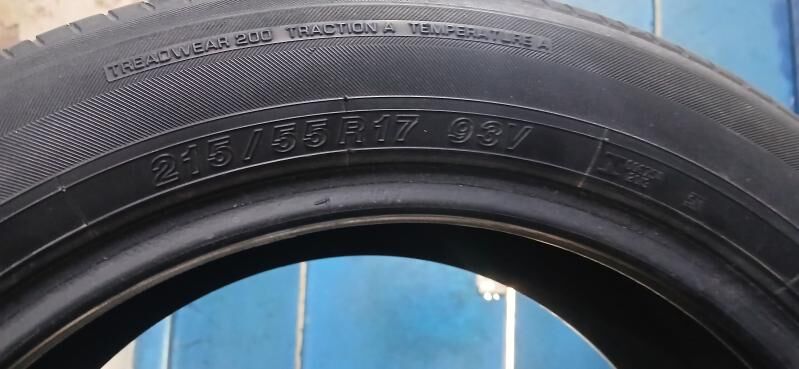 TREADWEAR 200 TRACTION A TEMPERATURE A
215/55R17 93V